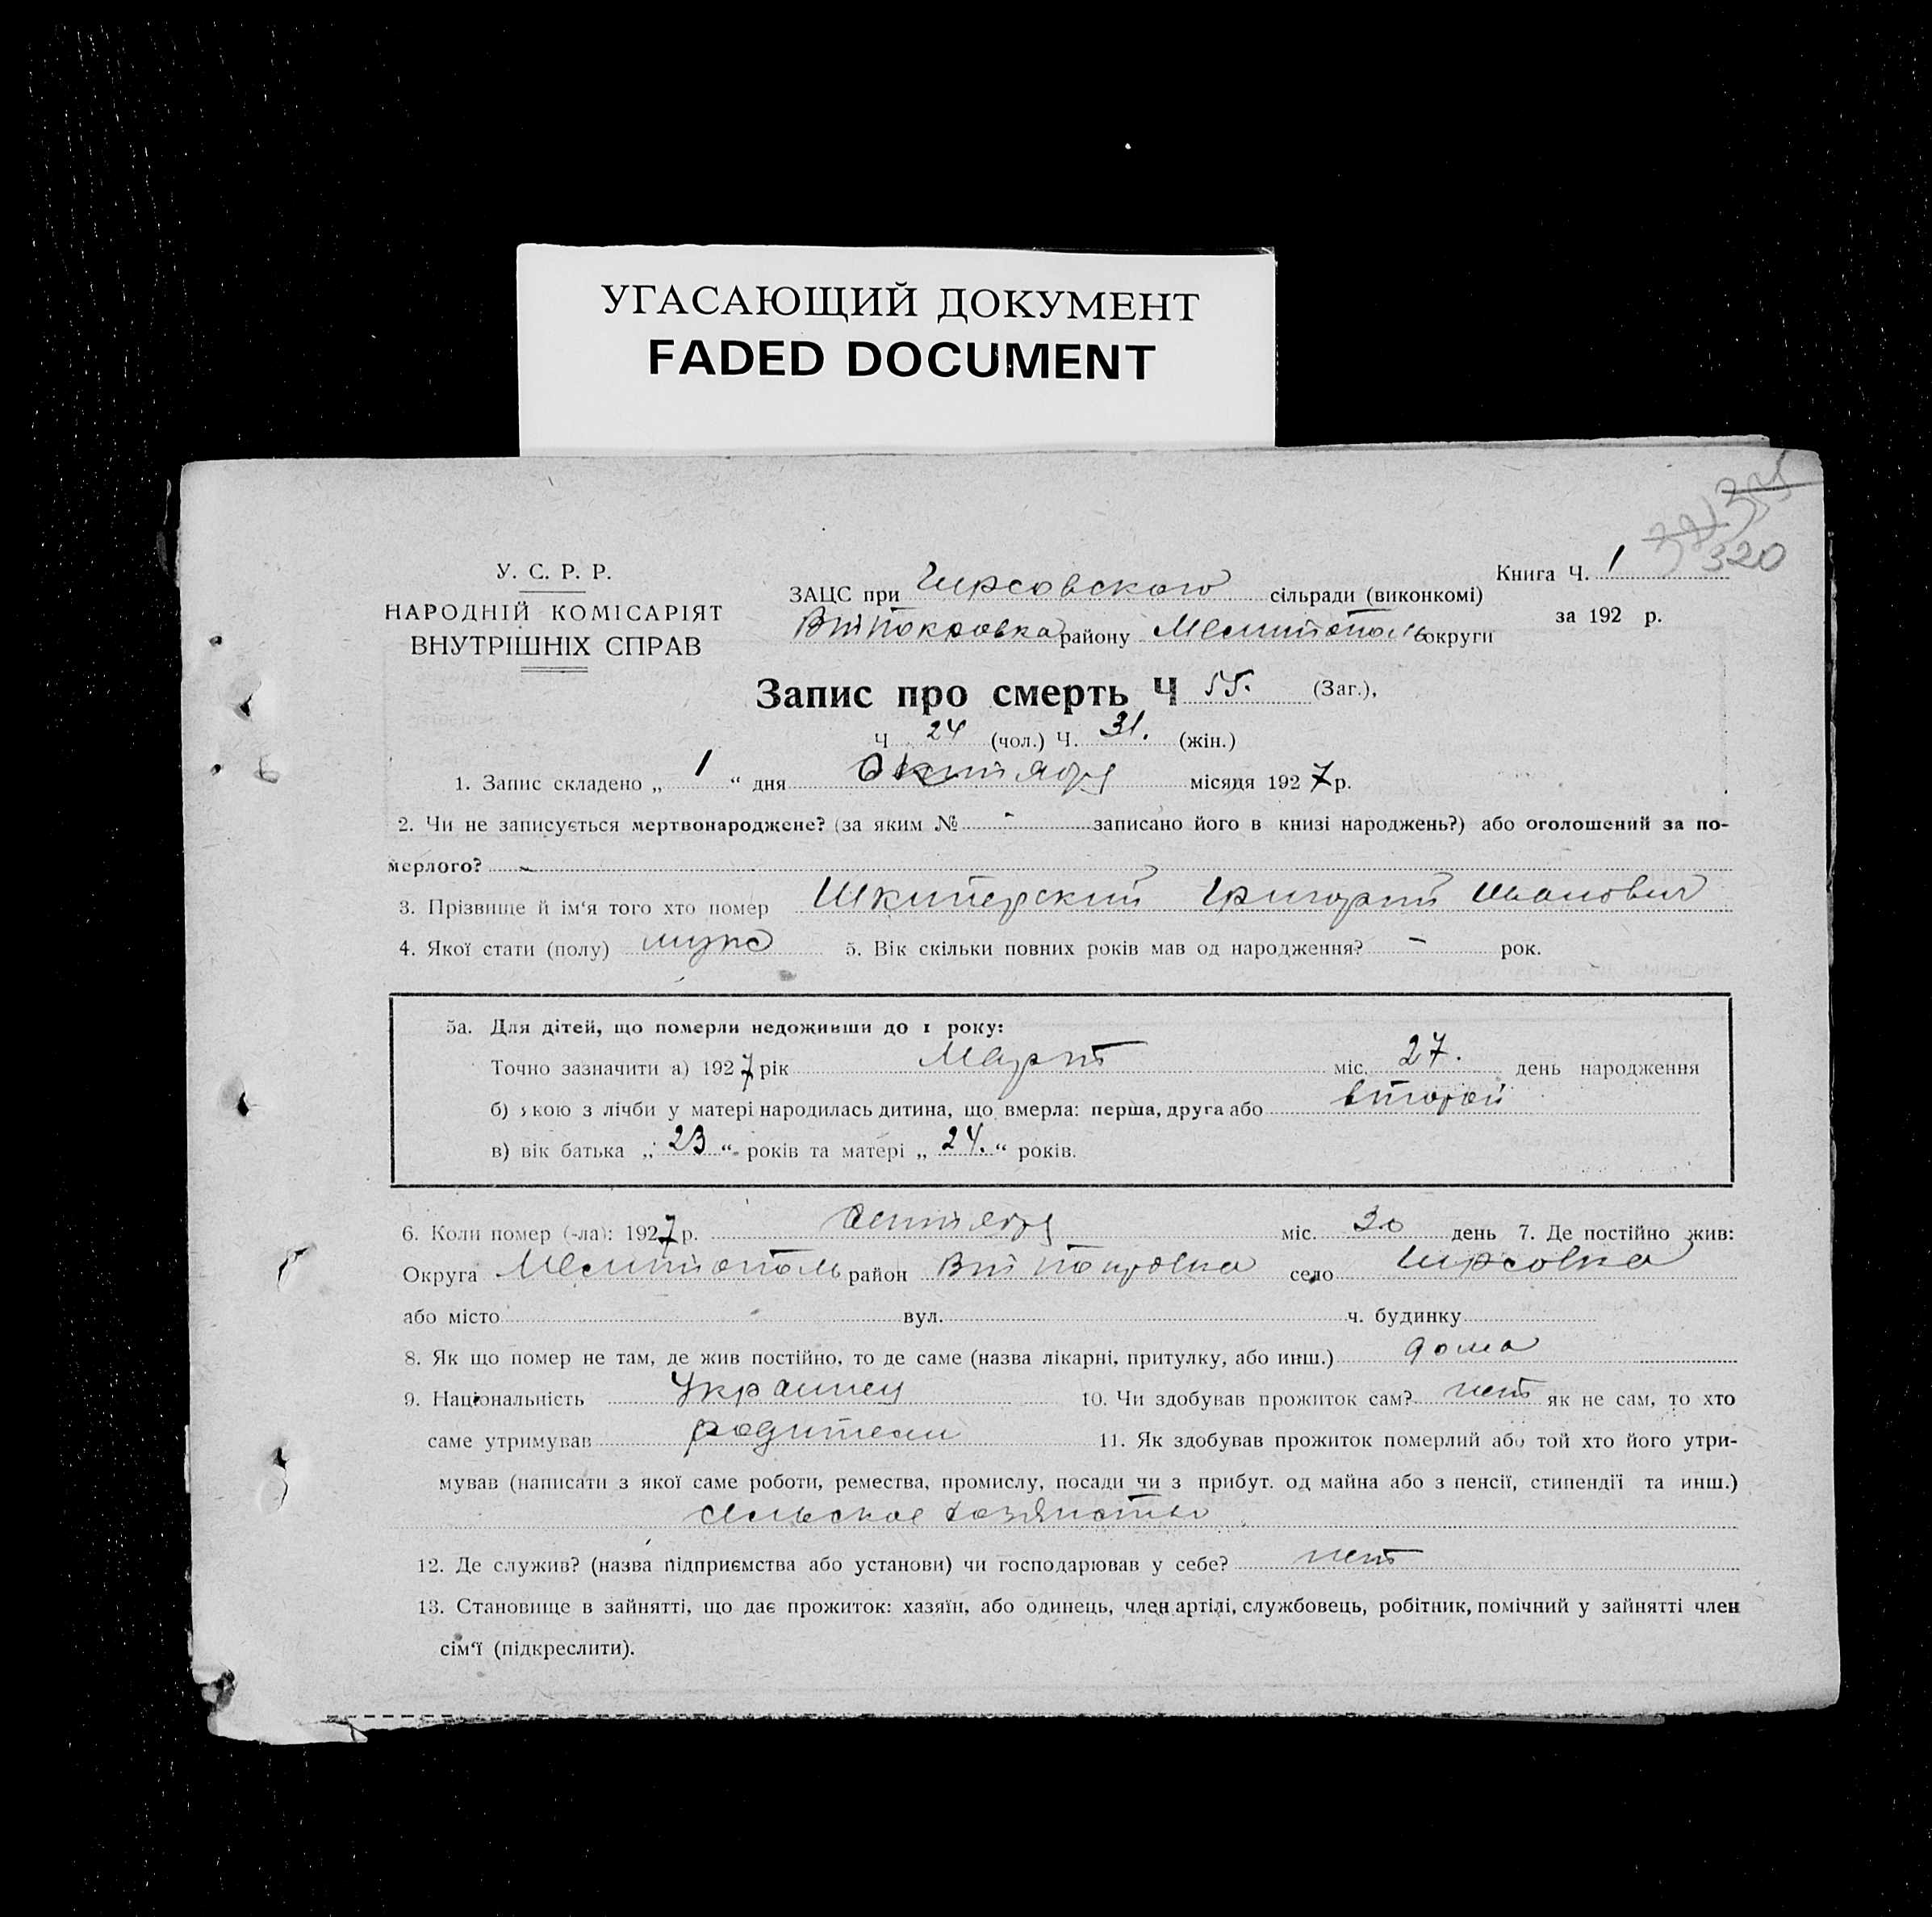 УГАСАЮЩИЙ ДОКУМЕНТ
FADED DOCUMENT
320
У. С. Р. Р.
НАРОДНІЙ КОМІСАРІЯТ
ВНУТРІШНІХ СПРАВ
ЗАЦС при Гирсовского сільради (виконкомі)
району Мелитополь округи
Книга Ч. 1
за 192 р.
Запис про смерть Ч 55. (Заг.),
Ч 24 (чол.) Ч. 31. (жін.)
1. Запис складено „ 1 “ дня Октября місяця 1927 р.
2. Чи не записується мертвонароджене? (за яким № - записано його в книзі народжень?) або оголошений за по-
мерлого? -
3. Прізвище й ім‘я того хто помер Шкиперский Григорий Иванович
4. Якої стати (полу) муж 5. Вік скільки повних років мав од народження? - рок.
5а. Для дітей, що померли недоживши до 1 року:
Точно зазначити а) 1927 рік Март міс. 27. день народження
б) якою з лічби у матері народилась дитина, що вмерла: перша, друга або второй
в) вік батька „ 23 “ років та матері „ 24. “ років.
6. Коли помер (-ла): 1927 р. Сентября міс. 30 день 7. Де постійно жив:
Округа Мелитополь район село Гирсовка
або місто вул. ч. будинку
8. Як що помер не там, де жив постійно, то де саме (назва лікарні, притулку, або инш.) дома
9. Національність Украинец 10. Чи здобував прожиток сам? нет як не сам, то хто
саме утримував родители 11. Як здобував прожиток померлий або той хто його утри-
мував (написати з якої саме роботи, ремества, промислу, посади чи з прибут. од майна або з пенсії, стипендії та инш.)
сельское хозяйство
12. Де служив? (назва підприємства або установи) чи господарював у себе? нет
13. Становище в зайнятті, що дає прожиток: хазяїн, або одинець, член артілі, службовець, робітник, помічний у зайнятті член
сім‘ї (підкреслити).